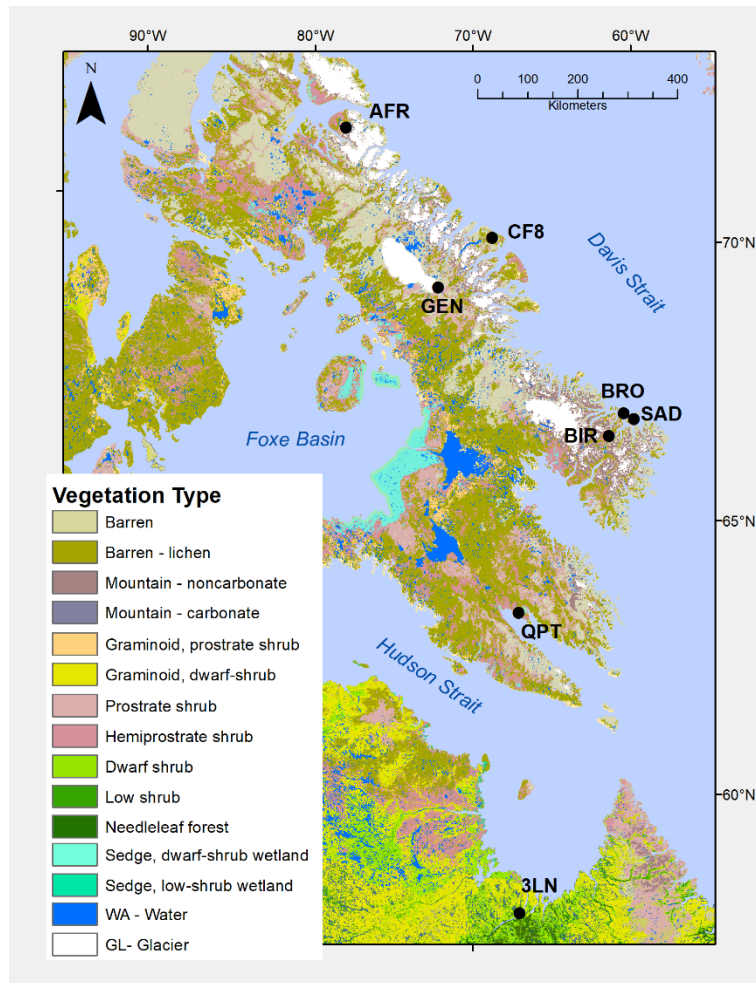 90°W 80°W 70°W 60°W
N
0 100 200 400
Kilometers
AFR
CF8
70°N
Davis Strait
GEN
BRO
SAD
BIR
Foxe Basin
65°N
QPT
Hudson Strait
60°N
3LN
Vegetation Type
Barren
Barren - lichen
Mountain - noncarbonate
Mountain - carbonate
Graminoid, prostrate shrub
Graminoid, dwarf-shrub
Prostrate shrub
Hemiprostrate shrub
Dwarf shrub
Low shrub
Needleleaf forest
Sedge, dwarf-shrub wetland
Sedge, low-shrub wetland
WA - Water
GL- Glacier